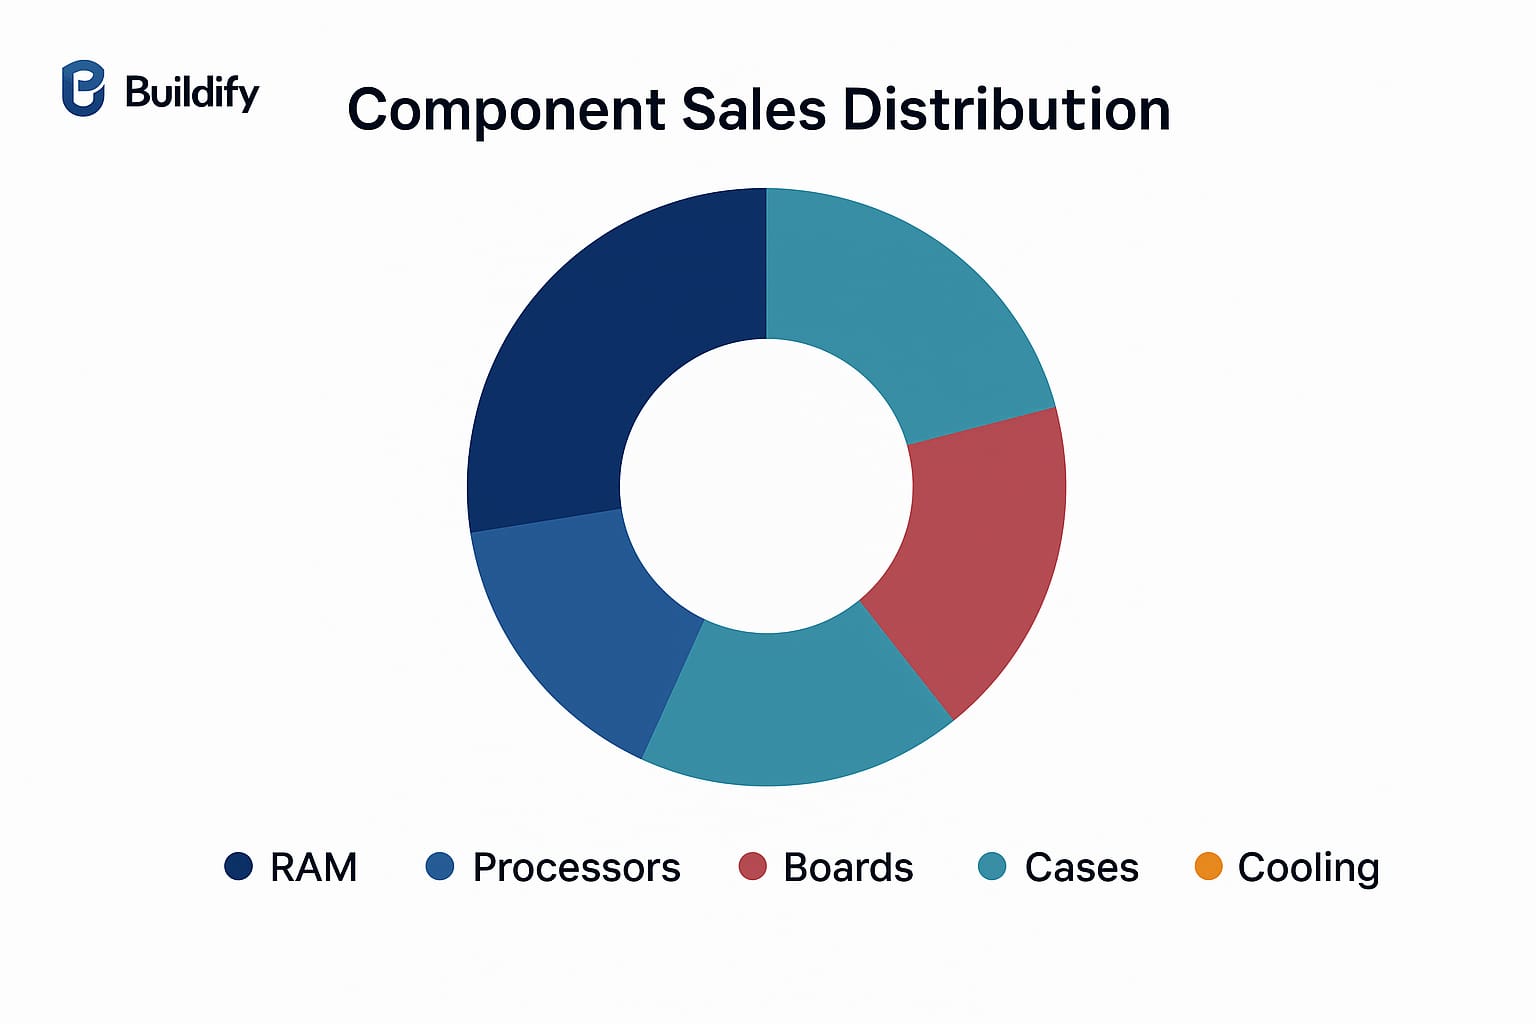 Buildify
Component Sales Distribution
RAM
Processors
Boards
Cases
Cooling